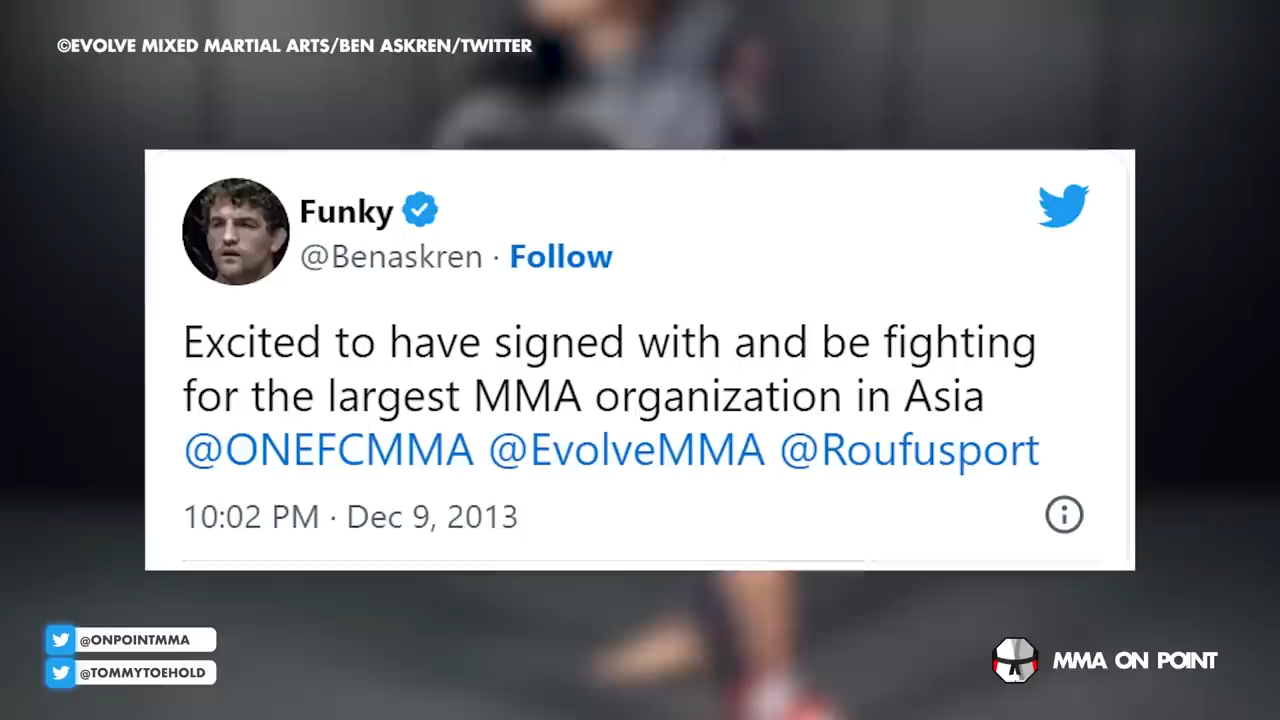 ©EVOLVE MIXED MARTIAL ARTS/BEN ASKREN/TWITTER
Funky
@Benaskren · Follow
Excited to have signed with and be fighting
for the largest MMA organization in Asia
@ONEFCMMA @EvolveMMA @Roufusport
10:02 PM · Dec 9, 2013
@ONPOINTMMA
@TOMMYTOEHOLD
MMA ON POINT